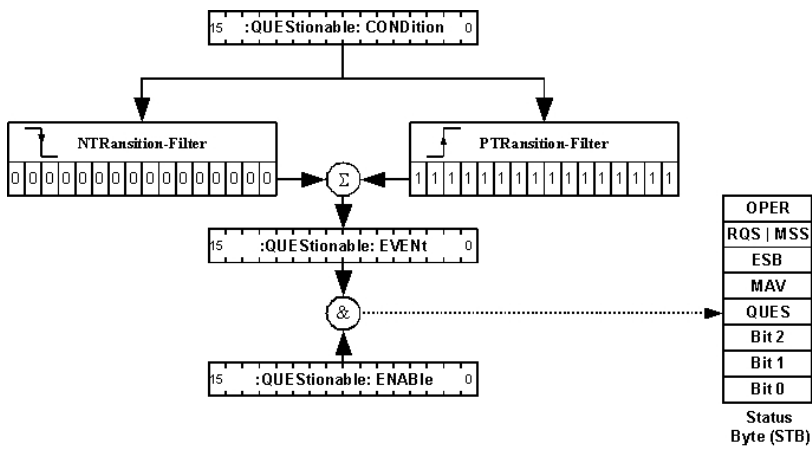 15 :QUEStionable: CONDition 0
NTRansition-Filter
PTRansition-Filter
0 0 0 0 0 0 0 0 0 0 0 0 0 0 0 0
Σ
1 1 1 1 1 1 1 1 1 1 1 1 1 1 1 1
15 :QUEStionable: EVENt 0
&
15 :QUEStionable: ENABle 0
OPER
RQS | MSS
ESB
MAV
QUES
Bit 2
Bit 1
Bit 0
Status
Byte (STB)